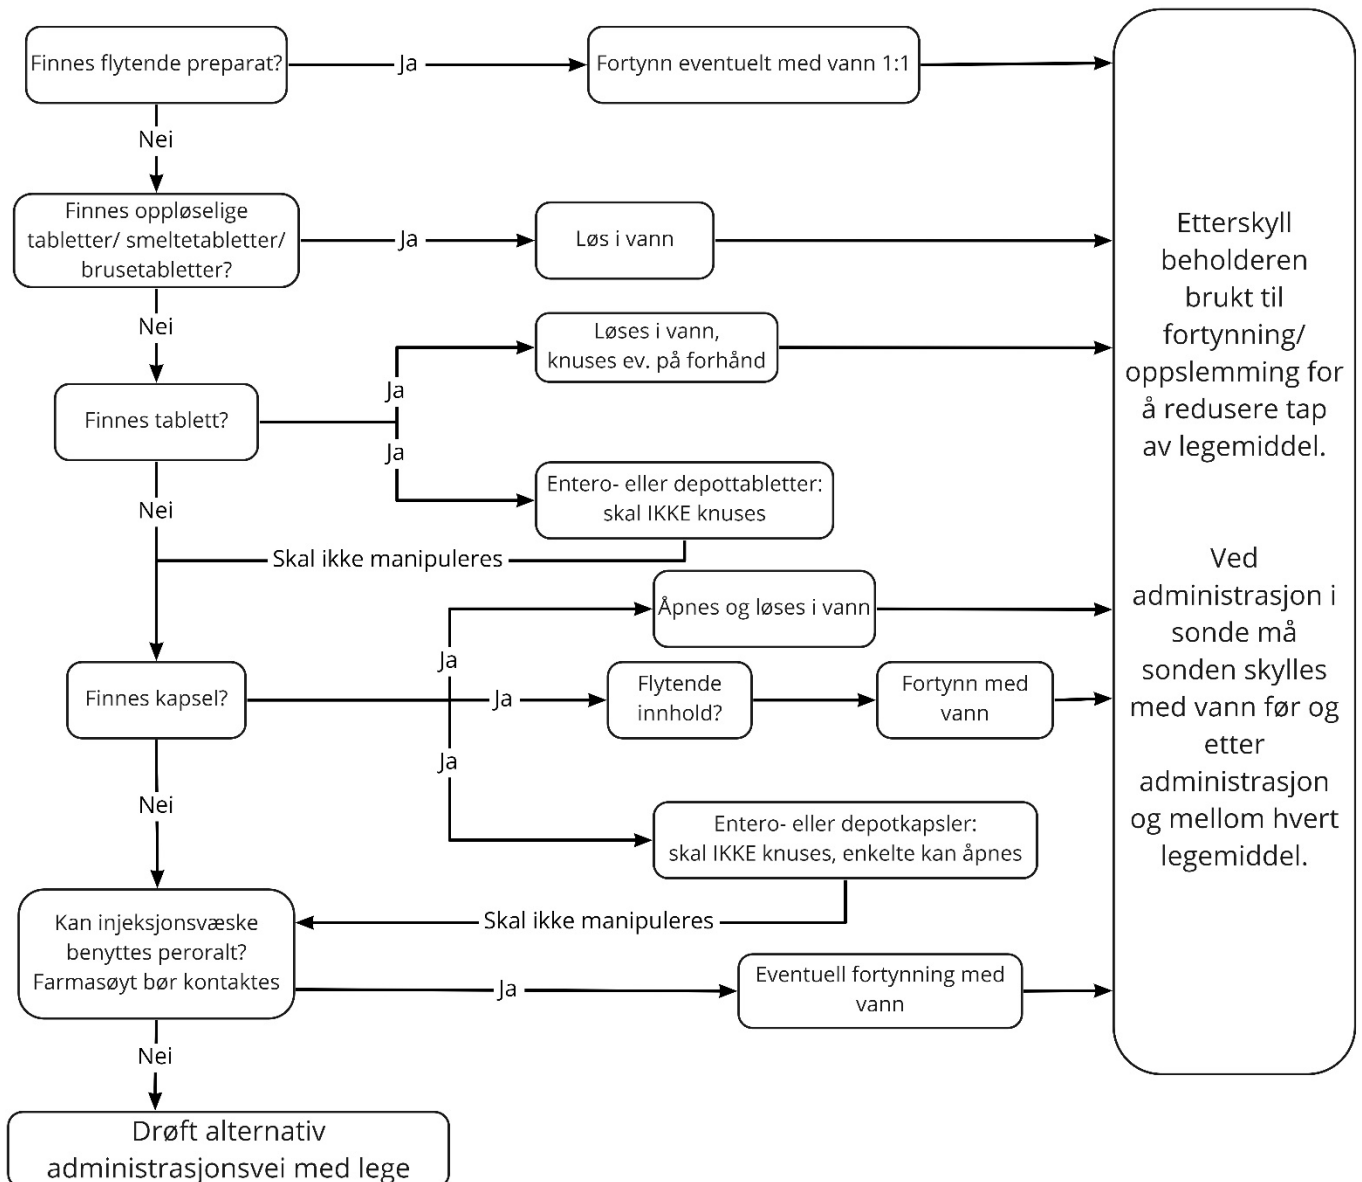 Finnes flytende preparat?
Ja
Fortynn eventuelt med vann 1:1
Nei
Finnes oppløselige
tabletter/ smeltetabletter/
brusetabletter?
Ja
Løs i vann
Nei
Løses i vann,
knuses ev. på forhånd
Ja
Finnes tablett?
Ja
Entero- eller depottabletter:
skal IKKE knuses
Nei
Skal ikke manipuleres
Åpnes og løses i vann
Ja
Finnes kapsel?
Ja
Flytende
innhold?
Fortynn med
vann
Ja
Nei
Entero- eller depotkapsler:
skal IKKE knuses, enkelte kan åpnes
Skal ikke manipuleres
Kan injeksjonsvæske
benyttes peroralt?
Farmasøyt bør kontaktes
Ja
Eventuell fortynning med
vann
Nei
Drøft alternativ
administrasjonsvei med lege
Etterskyll
beholderen
brukt til
fortynning/
oppslemming for
å redusere tap
av legemiddel.
Ved
administrasjon i
sonde må
sonden skylles
med vann før og
etter
administrasjon
og mellom hvert
legemiddel.